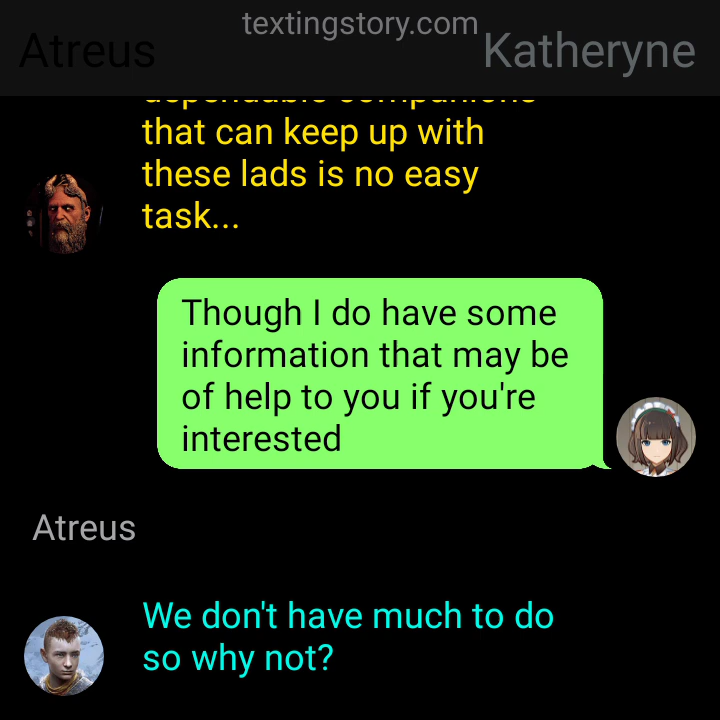 textingstory.com
Atreus
Katheryne
that can keep up with
these lads is no easy
task...
Though I do have some
information that may be
of help to you if you're
interested
Atreus
We don't have much to do
so why not?